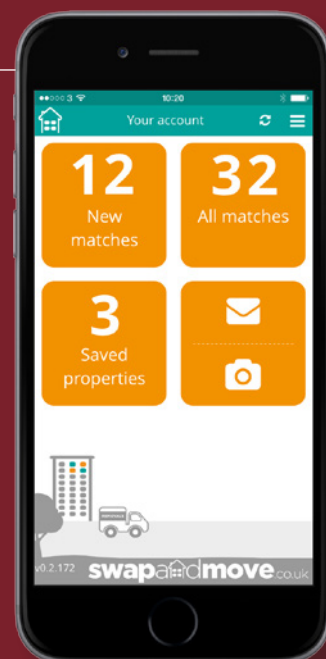 3 10:20
Your account
12
New
matches
32
All matches
3
Saved
properties
v0.2.172 swapandmove.co.uk